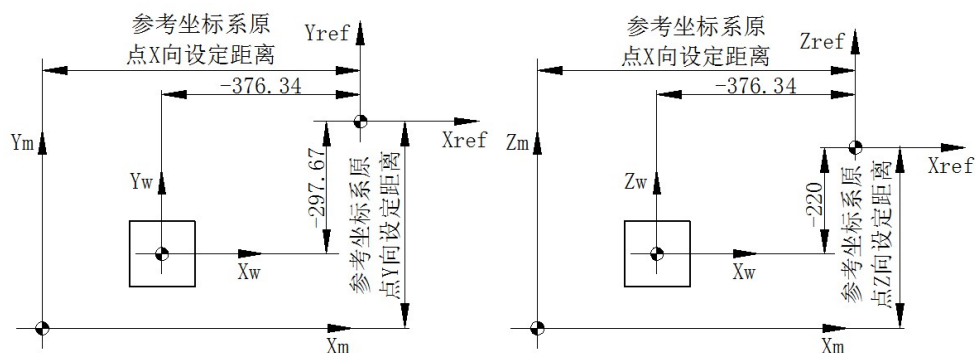 参考坐标系原
点X向设定距离
Yref
-376.34
Ym
Xref
Yw
-297.67
参考坐标系原
点Y向设定距离
Xw
Xm
参考坐标系原
点X向设定距离
Zref
-376.34
Zm
Xref
Zw
-220
参考坐标系原
点Z向设定距离
Xw
Xm